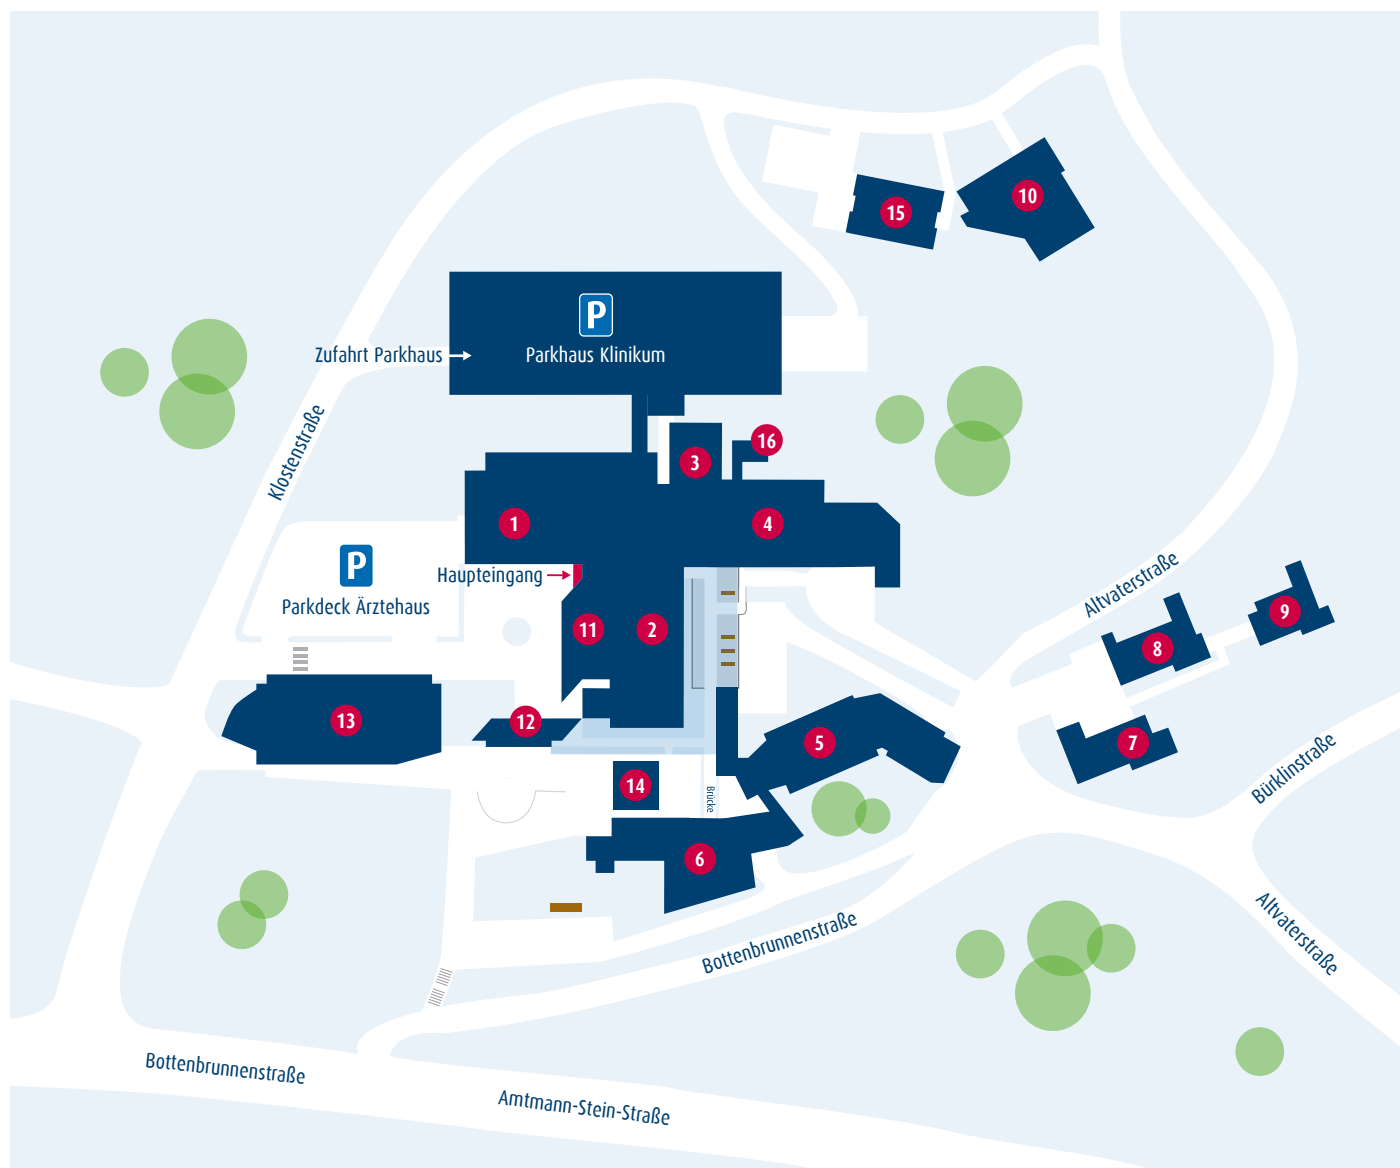 10
15
P
Zufahrt Parkhaus
Parkhaus Klinikum
Klostenstraße
16
3
1
4
P
Haupteingang
Parkdeck Ärztehaus
11
2
Altvaterstraße
9
8
13
12
5
7
Bürklinstraße
14
Brücke
6
Bottenbrunnenstraße
Altvaterstraße
Bottenbrunnenstraße
Amtmann-Stein-Straße